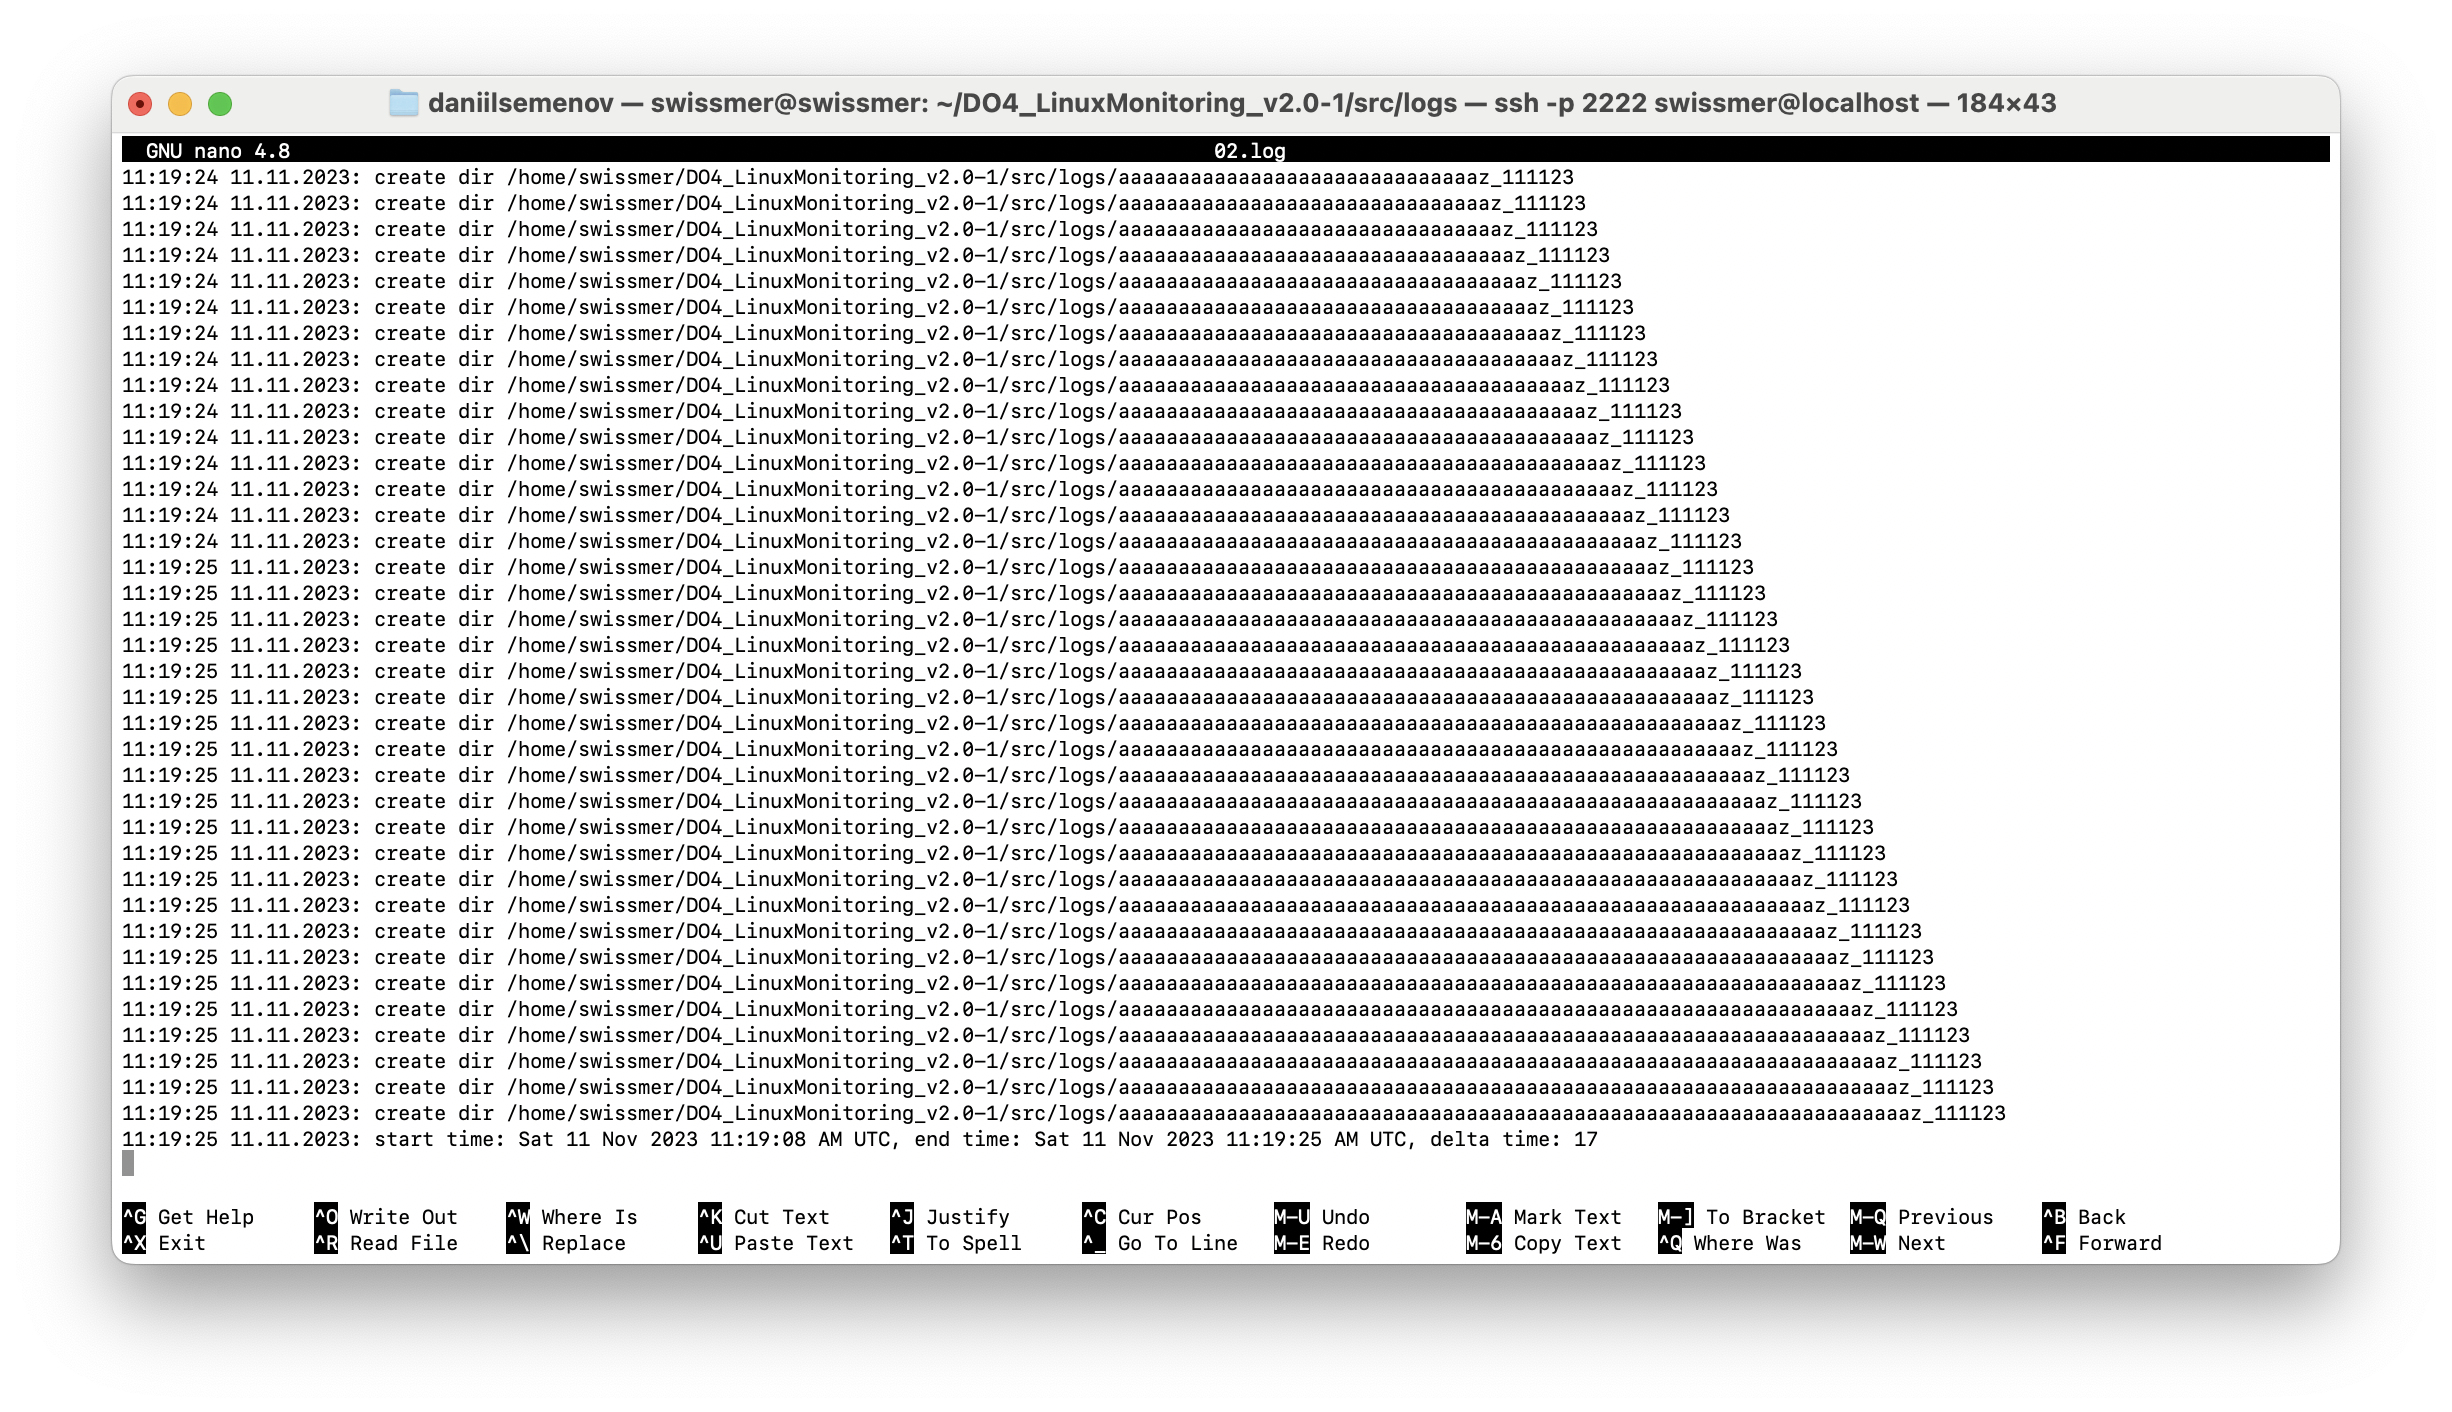 daniilsemenov — swissmer@swissmer: ~/DO4_LinuxMonitoring_v2.0-1/src/logs — ssh -p 2222 swissmer@localhost — 184×43
GNU nano 4.8 02.log
11:19:24 11.11.2023: create dir /home/swissmer/DO4_LinuxMonitoring_v2.0-1/src/logs/aaaaaaaaaaaaaaaaaaaaaaaaaaaaaaz_111123
11:19:24 11.11.2023: create dir /home/swissmer/DO4_LinuxMonitoring_v2.0-1/src/logs/aaaaaaaaaaaaaaaaaaaaaaaaaaaaaaaz_111123
11:19:24 11.11.2023: create dir /home/swissmer/DO4_LinuxMonitoring_v2.0-1/src/logs/aaaaaaaaaaaaaaaaaaaaaaaaaaaaaaaaz_111123
11:19:24 11.11.2023: create dir /home/swissmer/DO4_LinuxMonitoring_v2.0-1/src/logs/aaaaaaaaaaaaaaaaaaaaaaaaaaaaaaaaaz_111123
11:19:24 11.11.2023: create dir /home/swissmer/DO4_LinuxMonitoring_v2.0-1/src/logs/aaaaaaaaaaaaaaaaaaaaaaaaaaaaaaaaaaz_111123
11:19:24 11.11.2023: create dir /home/swissmer/DO4_LinuxMonitoring_v2.0-1/src/logs/aaaaaaaaaaaaaaaaaaaaaaaaaaaaaaaaaaaz_111123
11:19:24 11.11.2023: create dir /home/swissmer/DO4_LinuxMonitoring_v2.0-1/src/logs/aaaaaaaaaaaaaaaaaaaaaaaaaaaaaaaaaaaaz_111123
11:19:24 11.11.2023: create dir /home/swissmer/DO4_LinuxMonitoring_v2.0-1/src/logs/aaaaaaaaaaaaaaaaaaaaaaaaaaaaaaaaaaaaaz_111123
11:19:24 11.11.2023: create dir /home/swissmer/DO4_LinuxMonitoring_v2.0-1/src/logs/aaaaaaaaaaaaaaaaaaaaaaaaaaaaaaaaaaaaaaz_111123
11:19:24 11.11.2023: create dir /home/swissmer/DO4_LinuxMonitoring_v2.0-1/src/logs/aaaaaaaaaaaaaaaaaaaaaaaaaaaaaaaaaaaaaaaz_111123
11:19:24 11.11.2023: create dir /home/swissmer/DO4_LinuxMonitoring_v2.0-1/src/logs/aaaaaaaaaaaaaaaaaaaaaaaaaaaaaaaaaaaaaaaaz_111123
11:19:24 11.11.2023: create dir /home/swissmer/DO4_LinuxMonitoring_v2.0-1/src/logs/aaaaaaaaaaaaaaaaaaaaaaaaaaaaaaaaaaaaaaaaaz_111123
11:19:24 11.11.2023: create dir /home/swissmer/DO4_LinuxMonitoring_v2.0-1/src/logs/aaaaaaaaaaaaaaaaaaaaaaaaaaaaaaaaaaaaaaaaaaz_111123
11:19:24 11.11.2023: create dir /home/swissmer/DO4_LinuxMonitoring_v2.0-1/src/logs/aaaaaaaaaaaaaaaaaaaaaaaaaaaaaaaaaaaaaaaaaaaz_111123
11:19:24 11.11.2023: create dir /home/swissmer/DO4_LinuxMonitoring_v2.0-1/src/logs/aaaaaaaaaaaaaaaaaaaaaaaaaaaaaaaaaaaaaaaaaaaaz_111123
11:19:25 11.11.2023: create dir /home/swissmer/DO4_LinuxMonitoring_v2.0-1/src/logs/aaaaaaaaaaaaaaaaaaaaaaaaaaaaaaaaaaaaaaaaaaaaaz_111123
11:19:25 11.11.2023: create dir /home/swissmer/DO4_LinuxMonitoring_v2.0-1/src/logs/aaaaaaaaaaaaaaaaaaaaaaaaaaaaaaaaaaaaaaaaaaaaaaz_111123
11:19:25 11.11.2023: create dir /home/swissmer/DO4_LinuxMonitoring_v2.0-1/src/logs/aaaaaaaaaaaaaaaaaaaaaaaaaaaaaaaaaaaaaaaaaaaaaaaz_111123
11:19:25 11.11.2023: create dir /home/swissmer/DO4_LinuxMonitoring_v2.0-1/src/logs/aaaaaaaaaaaaaaaaaaaaaaaaaaaaaaaaaaaaaaaaaaaaaaaaz_111123
11:19:25 11.11.2023: create dir /home/swissmer/DO4_LinuxMonitoring_v2.0-1/src/logs/aaaaaaaaaaaaaaaaaaaaaaaaaaaaaaaaaaaaaaaaaaaaaaaaaz_111123
11:19:25 11.11.2023: create dir /home/swissmer/DO4_LinuxMonitoring_v2.0-1/src/logs/aaaaaaaaaaaaaaaaaaaaaaaaaaaaaaaaaaaaaaaaaaaaaaaaaaz_111123
11:19:25 11.11.2023: create dir /home/swissmer/DO4_LinuxMonitoring_v2.0-1/src/logs/aaaaaaaaaaaaaaaaaaaaaaaaaaaaaaaaaaaaaaaaaaaaaaaaaaaz_111123
11:19:25 11.11.2023: create dir /home/swissmer/DO4_LinuxMonitoring_v2.0-1/src/logs/aaaaaaaaaaaaaaaaaaaaaaaaaaaaaaaaaaaaaaaaaaaaaaaaaaaaz_111123
11:19:25 11.11.2023: create dir /home/swissmer/DO4_LinuxMonitoring_v2.0-1/src/logs/aaaaaaaaaaaaaaaaaaaaaaaaaaaaaaaaaaaaaaaaaaaaaaaaaaaaaz_111123
11:19:25 11.11.2023: create dir /home/swissmer/DO4_LinuxMonitoring_v2.0-1/src/logs/aaaaaaaaaaaaaaaaaaaaaaaaaaaaaaaaaaaaaaaaaaaaaaaaaaaaaaz_111123
11:19:25 11.11.2023: create dir /home/swissmer/DO4_LinuxMonitoring_v2.0-1/src/logs/aaaaaaaaaaaaaaaaaaaaaaaaaaaaaaaaaaaaaaaaaaaaaaaaaaaaaaaz_111123
11:19:25 11.11.2023: create dir /home/swissmer/DO4_LinuxMonitoring_v2.0-1/src/logs/aaaaaaaaaaaaaaaaaaaaaaaaaaaaaaaaaaaaaaaaaaaaaaaaaaaaaaaaz_111123
11:19:25 11.11.2023: create dir /home/swissmer/DO4_LinuxMonitoring_v2.0-1/src/logs/aaaaaaaaaaaaaaaaaaaaaaaaaaaaaaaaaaaaaaaaaaaaaaaaaaaaaaaaaz_111123
11:19:25 11.11.2023: create dir /home/swissmer/DO4_LinuxMonitoring_v2.0-1/src/logs/aaaaaaaaaaaaaaaaaaaaaaaaaaaaaaaaaaaaaaaaaaaaaaaaaaaaaaaaaaz_111123
11:19:25 11.11.2023: create dir /home/swissmer/DO4_LinuxMonitoring_v2.0-1/src/logs/aaaaaaaaaaaaaaaaaaaaaaaaaaaaaaaaaaaaaaaaaaaaaaaaaaaaaaaaaaaz_111123
11:19:25 11.11.2023: create dir /home/swissmer/DO4_LinuxMonitoring_v2.0-1/src/logs/aaaaaaaaaaaaaaaaaaaaaaaaaaaaaaaaaaaaaaaaaaaaaaaaaaaaaaaaaaaaz_111123
11:19:25 11.11.2023: create dir /home/swissmer/DO4_LinuxMonitoring_v2.0-1/src/logs/aaaaaaaaaaaaaaaaaaaaaaaaaaaaaaaaaaaaaaaaaaaaaaaaaaaaaaaaaaaaaz_111123
11:19:25 11.11.2023: create dir /home/swissmer/DO4_LinuxMonitoring_v2.0-1/src/logs/aaaaaaaaaaaaaaaaaaaaaaaaaaaaaaaaaaaaaaaaaaaaaaaaaaaaaaaaaaaaaaz_111123
11:19:25 11.11.2023: create dir /home/swissmer/DO4_LinuxMonitoring_v2.0-1/src/logs/aaaaaaaaaaaaaaaaaaaaaaaaaaaaaaaaaaaaaaaaaaaaaaaaaaaaaaaaaaaaaaaz_111123
11:19:25 11.11.2023: create dir /home/swissmer/DO4_LinuxMonitoring_v2.0-1/src/logs/aaaaaaaaaaaaaaaaaaaaaaaaaaaaaaaaaaaaaaaaaaaaaaaaaaaaaaaaaaaaaaaaz_111123
11:19:25 11.11.2023: create dir /home/swissmer/DO4_LinuxMonitoring_v2.0-1/src/logs/aaaaaaaaaaaaaaaaaaaaaaaaaaaaaaaaaaaaaaaaaaaaaaaaaaaaaaaaaaaaaaaaaz_111123
11:19:25 11.11.2023: create dir /home/swissmer/DO4_LinuxMonitoring_v2.0-1/src/logs/aaaaaaaaaaaaaaaaaaaaaaaaaaaaaaaaaaaaaaaaaaaaaaaaaaaaaaaaaaaaaaaaaaz_111123
11:19:25 11.11.2023: start time: Sat 11 Nov 2023 11:19:08 AM UTC, end time: Sat 11 Nov 2023 11:19:25 AM UTC, delta time: 17
^G Get Help ^O Write Out ^W Where Is ^K Cut Text ^J Justify ^C Cur Pos M-U Undo M-A Mark Text M-] To Bracket M-Q Previous ^B Back
^X Exit ^R Read File ^\ Replace ^U Paste Text ^T To Spell ^_ Go To Line M-E Redo M-6 Copy Text ^Q Where Was M-W Next ^F Forward